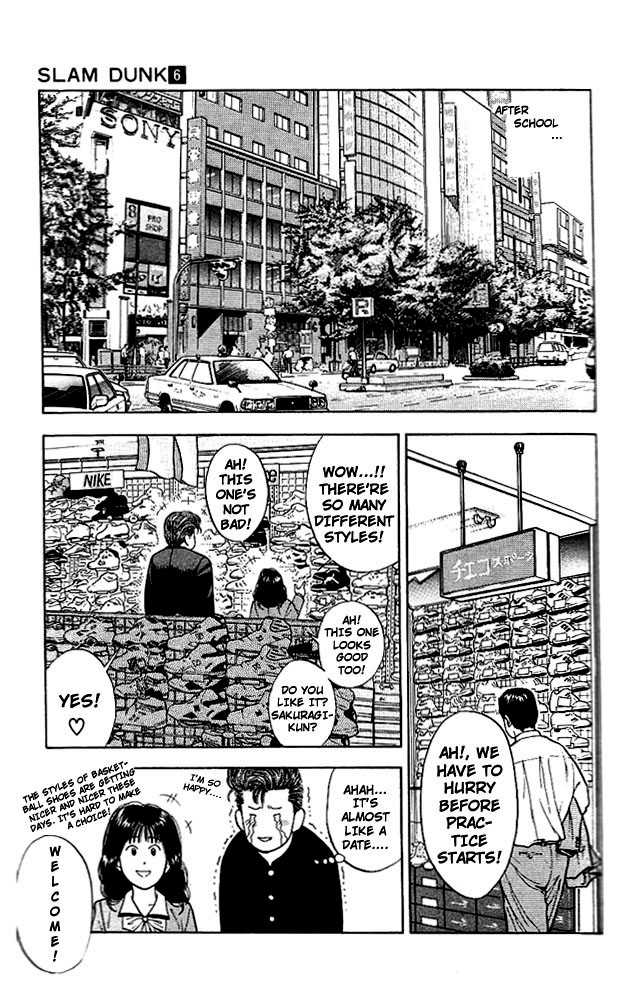 SLAM DUNK 6
AFTER
SCHOOL
...
SONY
8 PRO
SHOP
R
AH!, WE
HAVE TO
HURRY
BEFORE
PRAC-
TICE
STARTS!
チエコスポーツ
WOW...!!
THERE'RE
SO MANY
DIFFERENT
STYLES!
AH!
THIS
ONE'S
NOT
BAD!
NIKE
AH!
THIS ONE
LOOKS
GOOD
TOO!
DO YOU
LIKE IT?
SAKURAGI-
KUN?
YES!
♡
AHAH...
IT'S
ALMOST
LIKE A
DATE....
I'M SO
HAPPY....
THE STYLES OF BASKET-
BALL SHOES ARE GETTING
NICER AND NICER THESE
DAYS. IT'S HARD TO MAKE
A CHOICE!
WELCOME!